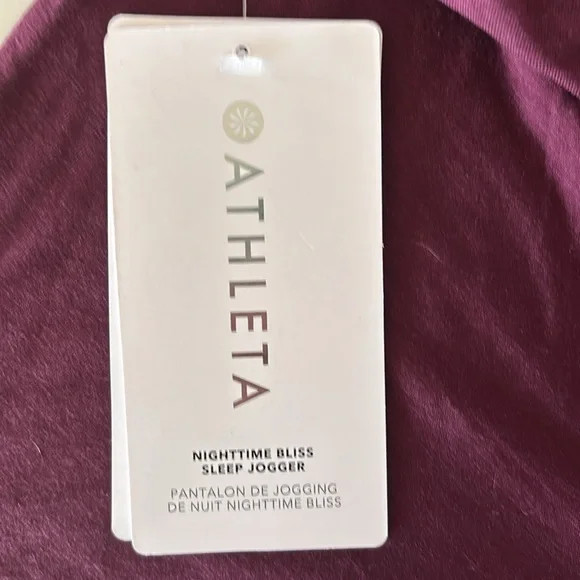 ATHLETA
NIGHTTIME BLISS
SLEEP JOGGER
PANTALON DE JOGGING
DE NUIT NIGHTTIME BLISS